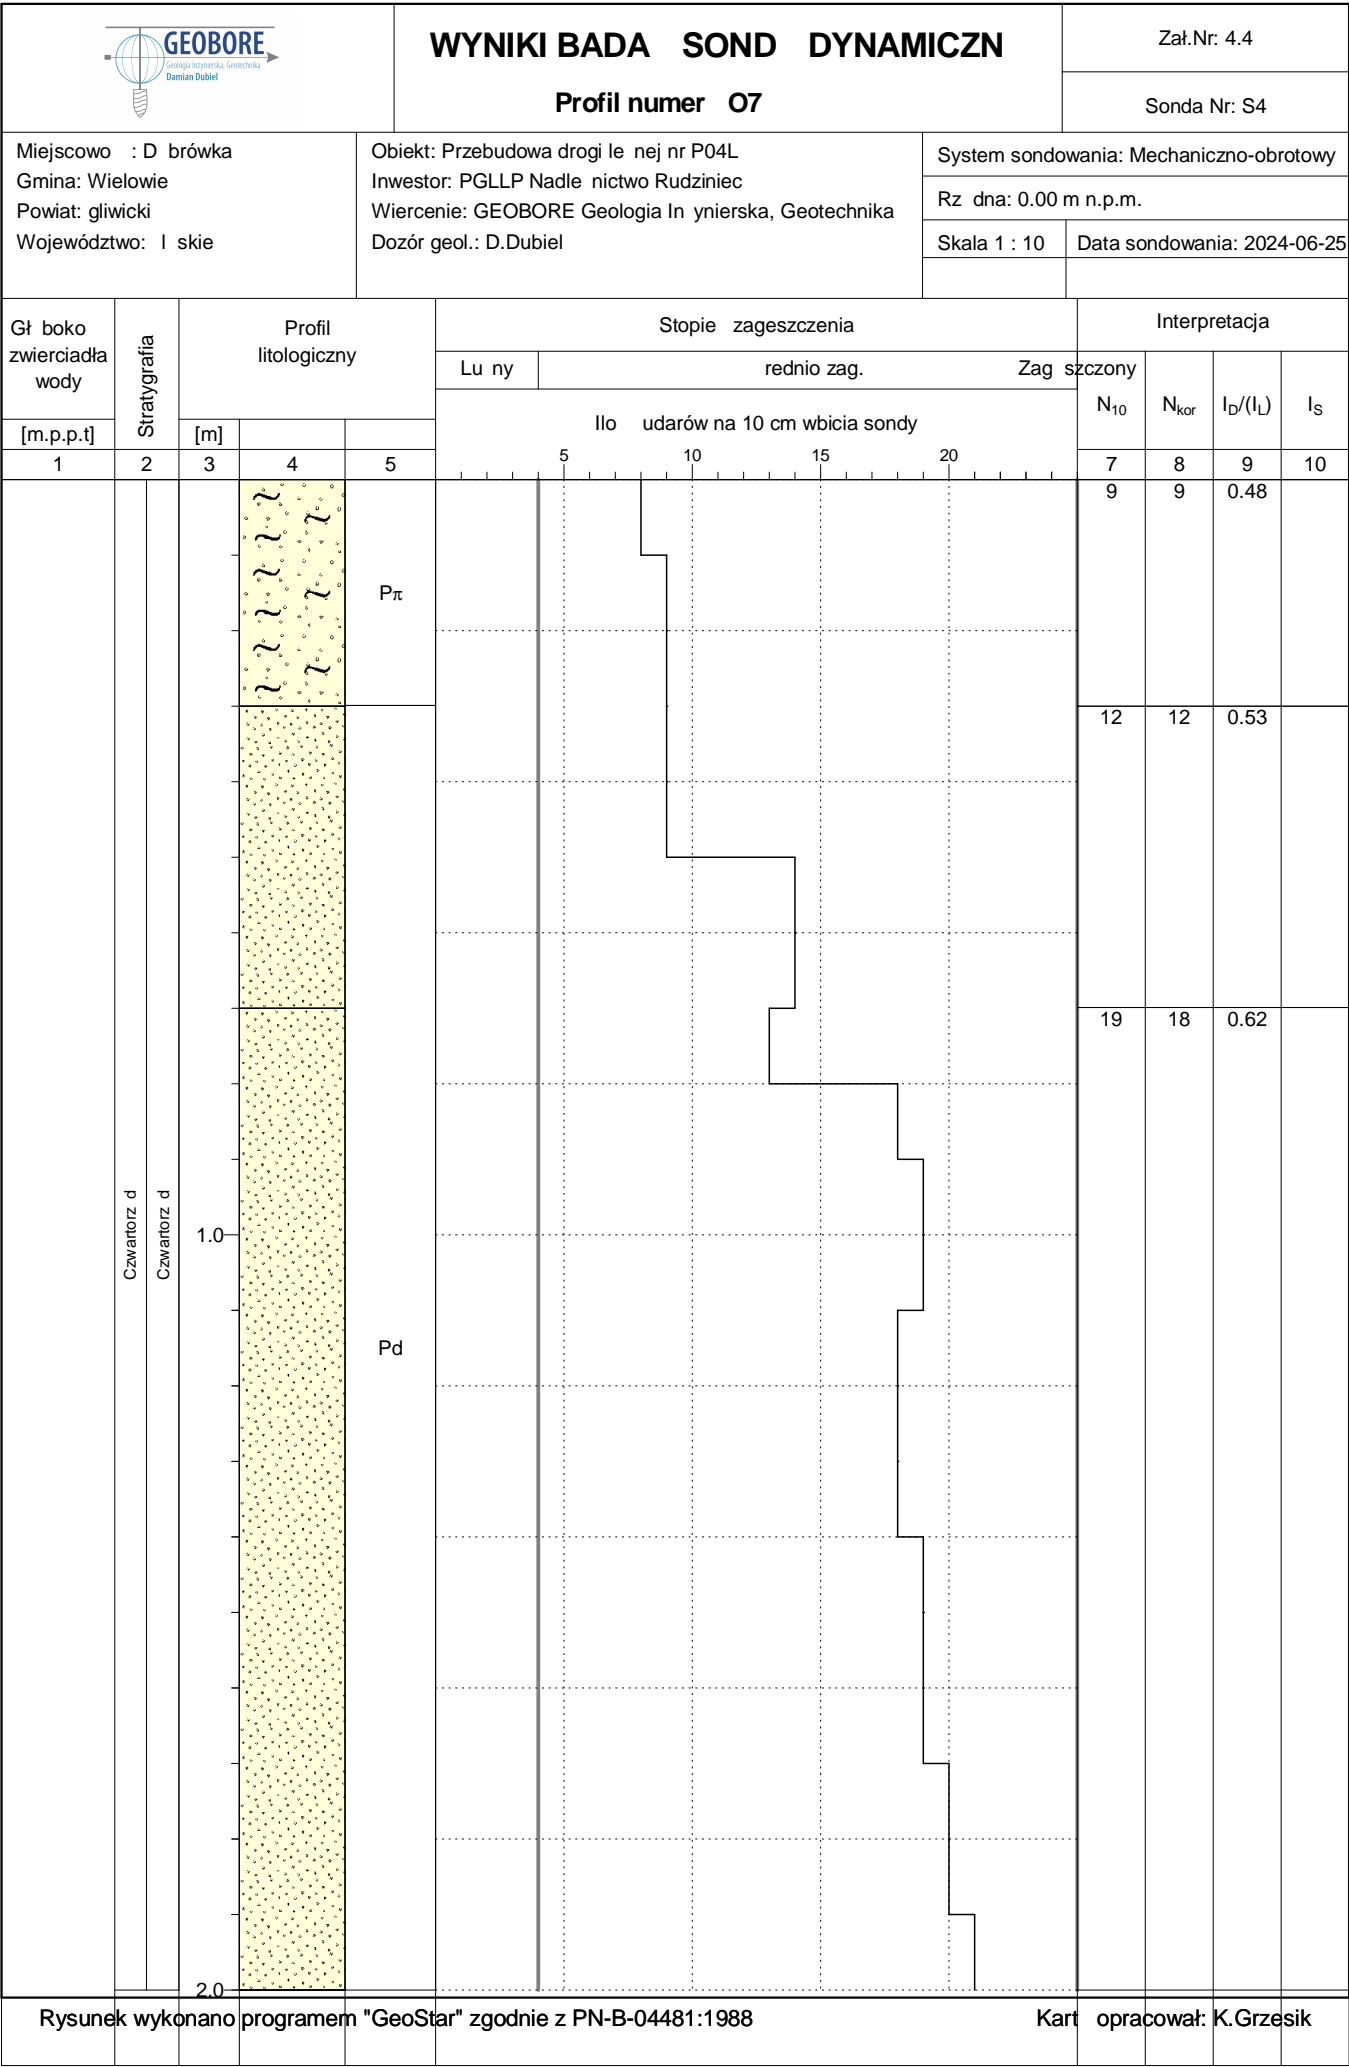 GEOBORE
Geologia Inżynierska, Geotechnika
Damian Dubiel
WYNIKI BADA SOND DYNAMICZN
Profil numer O7
Zał.Nr: 4.4
Sonda Nr: S4
Miejscowo : D brówka
Gmina: Wielowie
Powiat: gliwicki
Województwo: l skie
Obiekt: Przebudowa drogi le nej nr P04L
Inwestor: PGLLP Nadle nictwo Rudziniec
Wiercenie: GEOBORE Geologia In ynierska, Geotechnika
Dozór geol.: D.Dubiel
System sondowania: Mechaniczno-obrotowy
Rz dna: 0.00 m n.p.m.
Skala 1 : 10 Data sondowania: 2024-06-25
Gł boko
zwierciadła
wody
[m.p.p.t]
Stratygrafia
Profil
litologiczny
[m]
Stopie zageszczenia
Lu ny rednio zag. Zag szczony
Ilo udarów na 10 cm wbicia sondy
5 10 15 20
Interpretacja
N10 Nkor ID/(IL) IS
1 2 3 4 5 7 8 9 10
9 9 0.48
Pπ
12 12 0.53
19 18 0.62
Czwartorz d
Czwartorz d
1.0
Pd
2.0
Rysunek wykonano programem "GeoStar" zgodnie z PN-B-04481:1988
Kart opracował: K.Grzesik